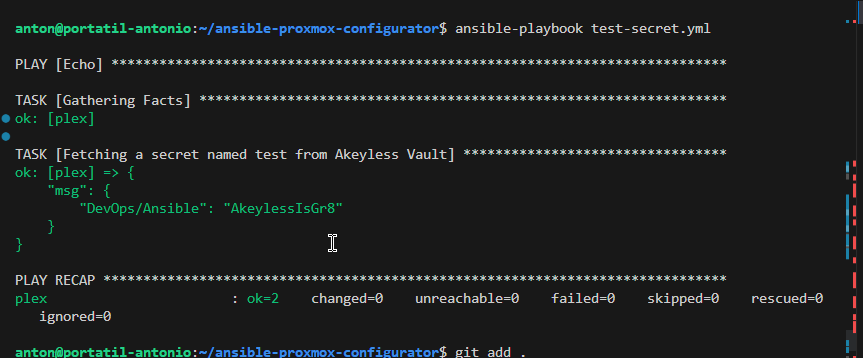 anton@portatil-antonio:~/ansible-proxmox-configurator$ ansible-playbook test-secret.yml
PLAY [Echo] *****************************************************************************
TASK [Gathering Facts] ******************************************************************
ok: [plex]
TASK [Fetching a secret named test from Akeyless Vault] *********************************
ok: [plex] => {
    "msg": {
        "DevOps/Ansible": "AkeylessIsGr8"
    }
}
PLAY RECAP ******************************************************************************
plex                       : ok=2    changed=0    unreachable=0    failed=0    skipped=0    rescued=0
   ignored=0
anton@portatil-antonio:~/ansible-proxmox-configurator$ git add .